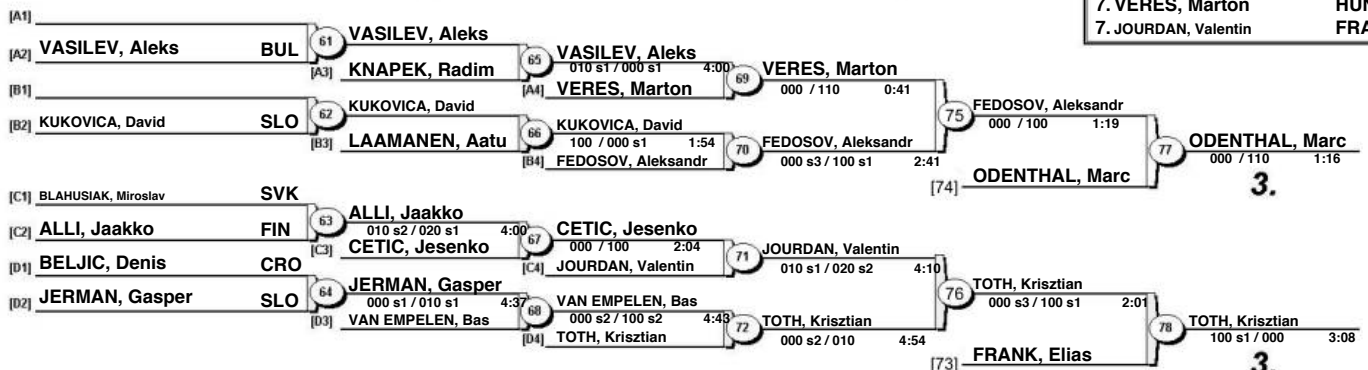 7. VERES, Marton HUN
7. JOURDAN, Valentin FRA
[A1]
[A2] VASILEV, Aleks BUL
61
VASILEV, Aleks
[A3] KNAPEK, Radim
65
VASILEV, Aleks
010 s1 / 000 s1 4:00
[A4] VERES, Marton
69
VERES, Marton
000 / 110 0:41
[B1]
[B2] KUKOVICA, David SLO
62
KUKOVICA, David
[B3] LAAMANEN, Aatu
66
KUKOVICA, David
100 / 000 s1 1:54
[B4] FEDOSOV, Aleksandr
70
FEDOSOV, Aleksandr
000 s3 / 100 s1 2:41
75
FEDOSOV, Aleksandr
000 / 100 1:19
[74] ODENTHAL, Marc
77
ODENTHAL, Marc
000 / 110 1:16
3.
[C1] BLAHUSIAK, Miroslav SVK
[C2] ALLI, Jaakko FIN
63
ALLI, Jaakko
010 s2 / 020 s1 4:00
[C3] CETIC, Jesenko
67
CETIC, Jesenko
000 / 100 2:04
[C4] JOURDAN, Valentin
71
JOURDAN, Valentin
010 s1 / 020 s2 4:10
[D1] BELJIC, Denis CRO
[D2] JERMAN, Gasper SLO
64
JERMAN, Gasper
000 s1 / 010 s1 4:37
[D3] VAN EMPELEN, Bas
68
VAN EMPELEN, Bas
000 s2 / 100 s2 4:43
[D4] TOTH, Krisztian
72
TOTH, Krisztian
000 s2 / 010 4:54
76
TOTH, Krisztian
000 s3 / 100 s1 2:01
[73] FRANK, Elias
78
TOTH, Krisztian
100 s1 / 000 3:08
3.